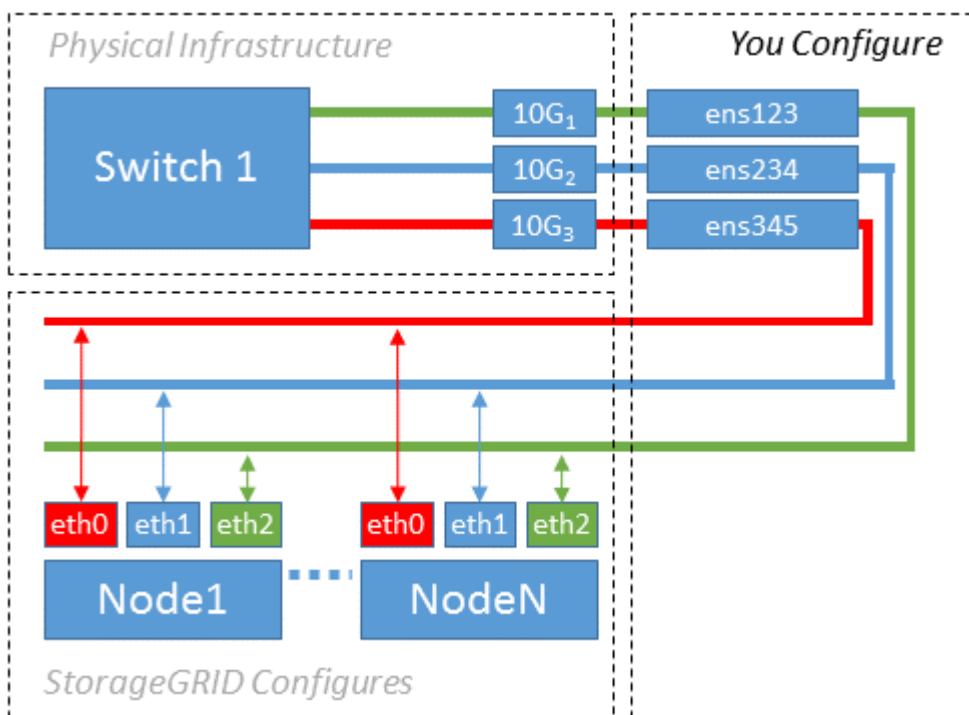 Physical Infrastructure
You Configure
Switch 1
10G₁
ens123
10G₂
ens234
10G₃
ens345
eth0
eth1
eth2
eth0
eth1
eth2
Node1
NodeN
StorageGRID Configures